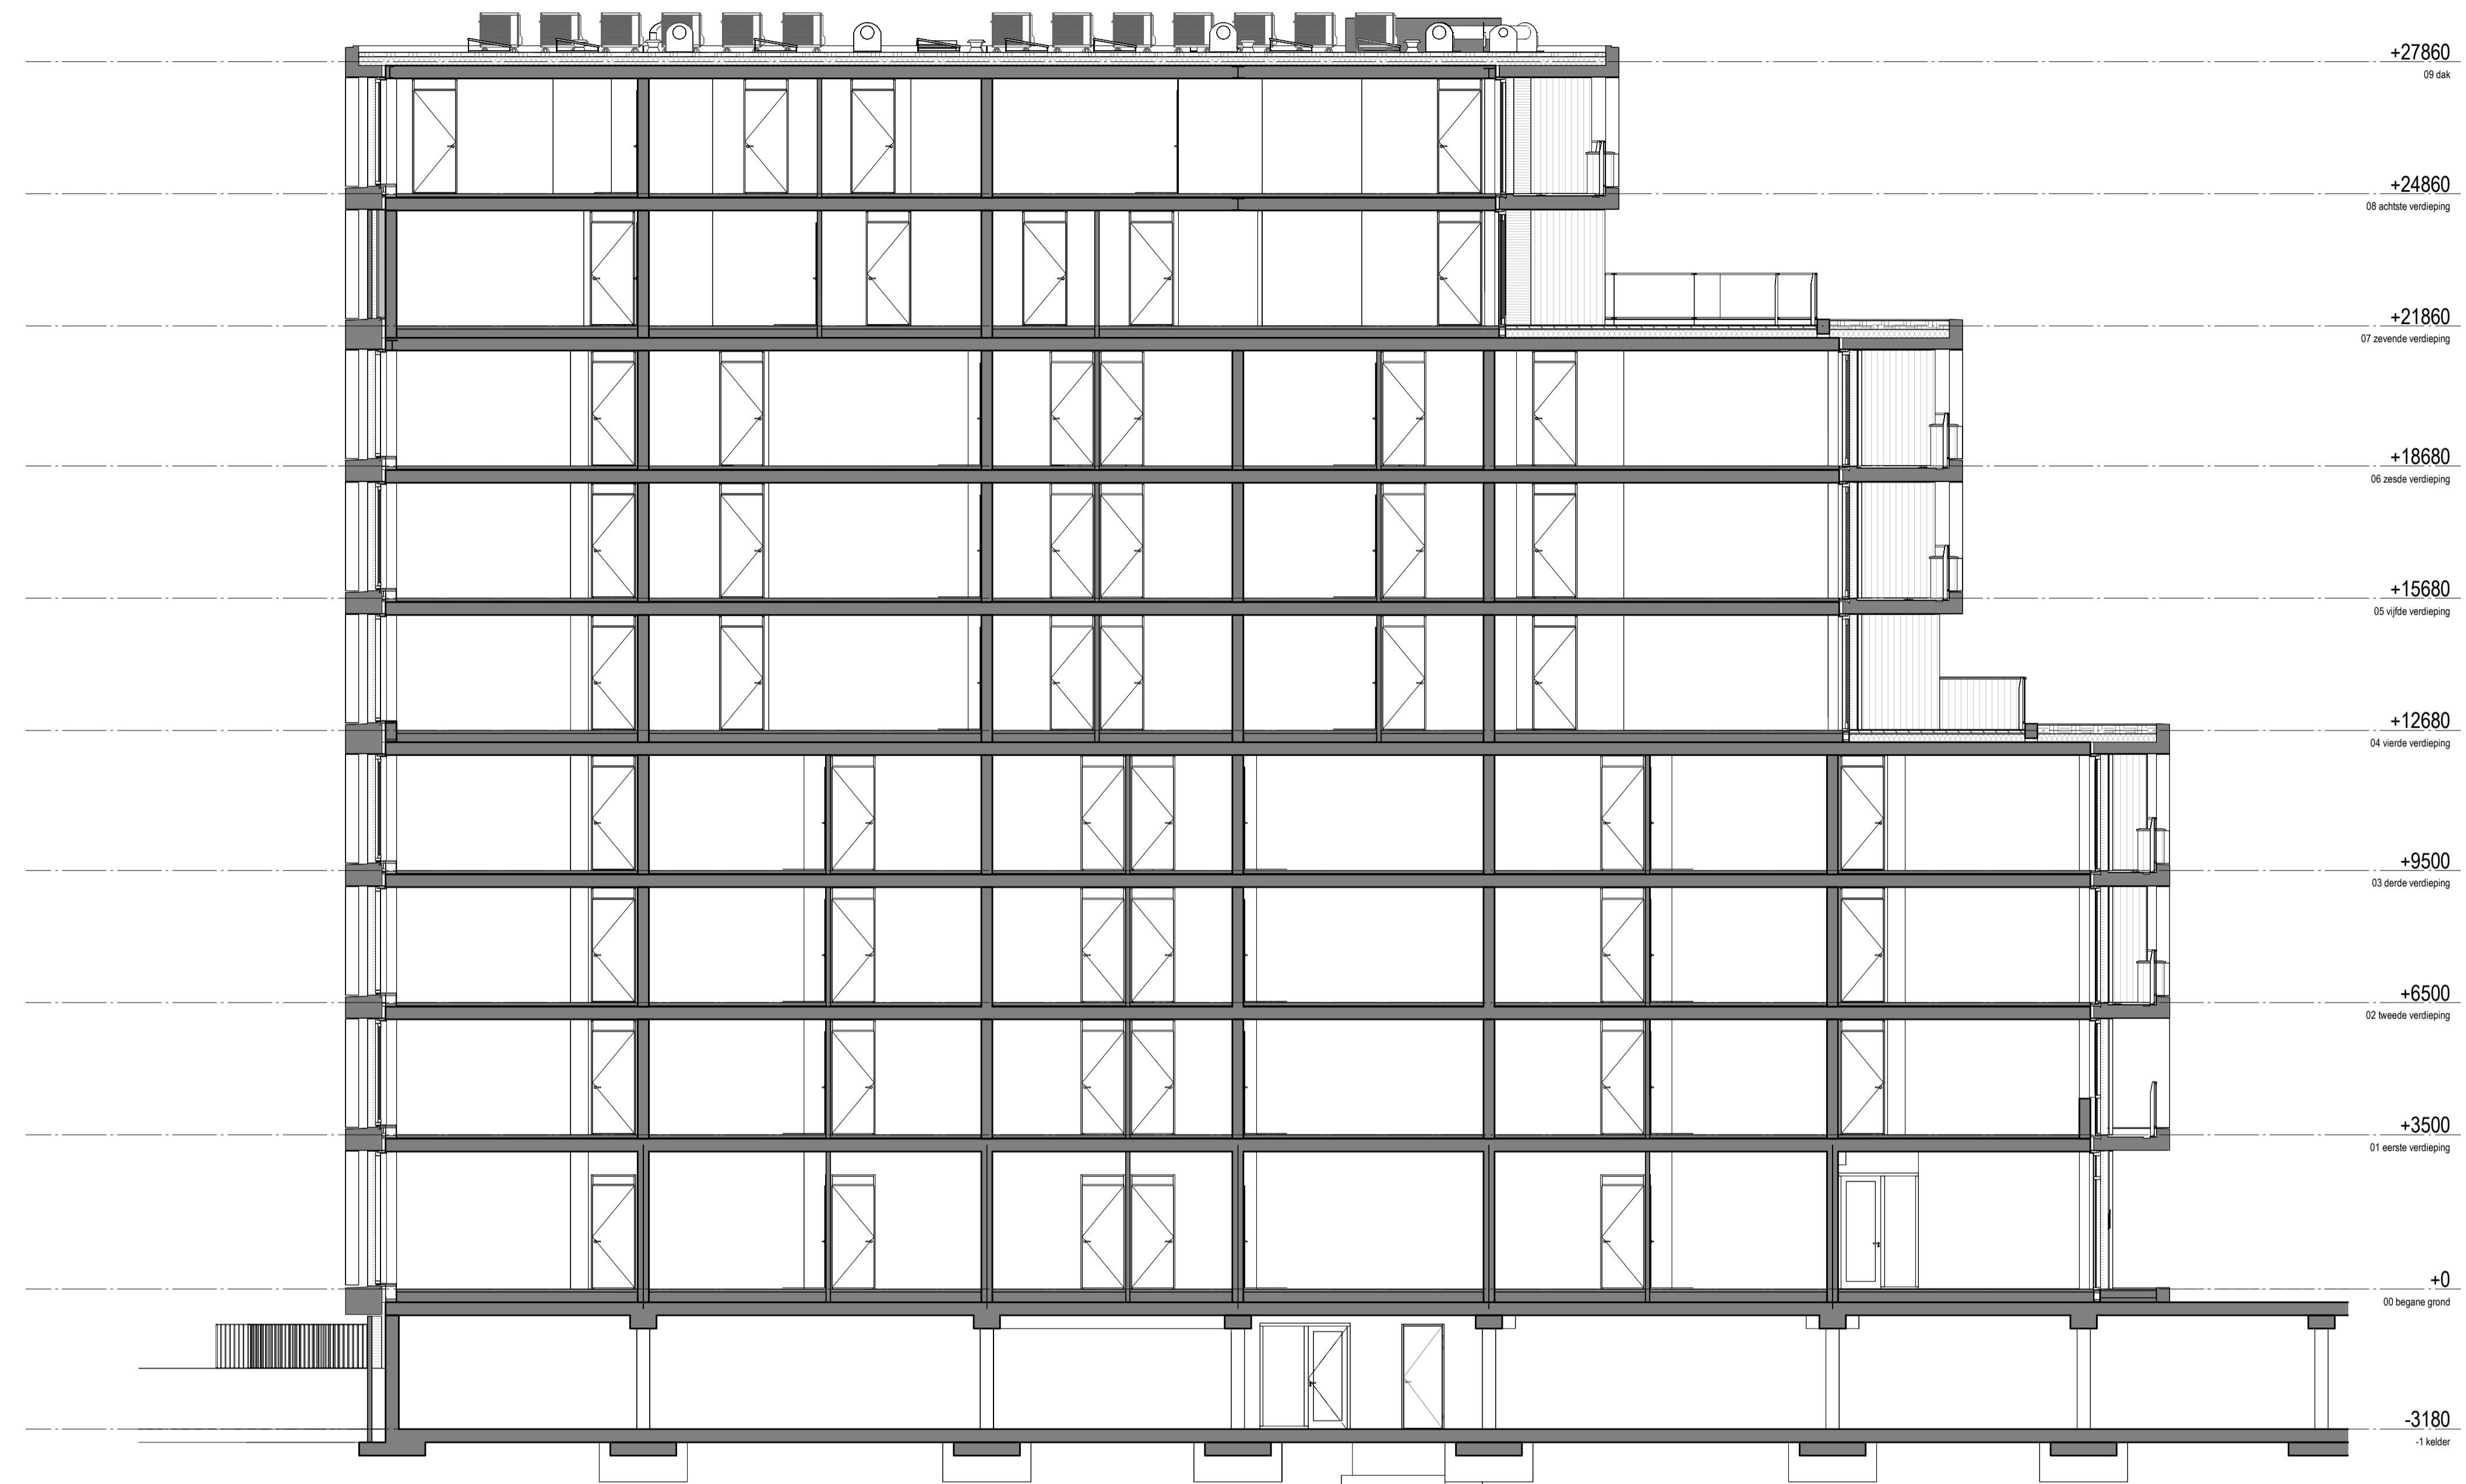 +27860
09 dak
+24860
08 achtste verdieping
+21860
07 zevende verdieping
+18680
06 zesde verdieping
+15680
05 vijfde verdieping
+12680
04 vierde verdieping
+9500
03 derde verdieping
+6500
02 tweede verdieping
+3500
01 eerste verdieping
+0
00 begane grond
-3180
-1 kelder